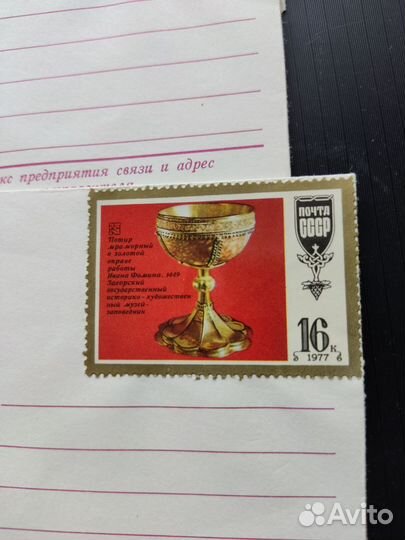 кс предприятия связи и адрес
Потир
мраморный
в золотой
оправе
работы
Ивана Фомина. 1449
Загорский
государственный
историко-художествен
ный музей-
заповедник
ПОЧТА
СССР
16 к.
1977
Avito